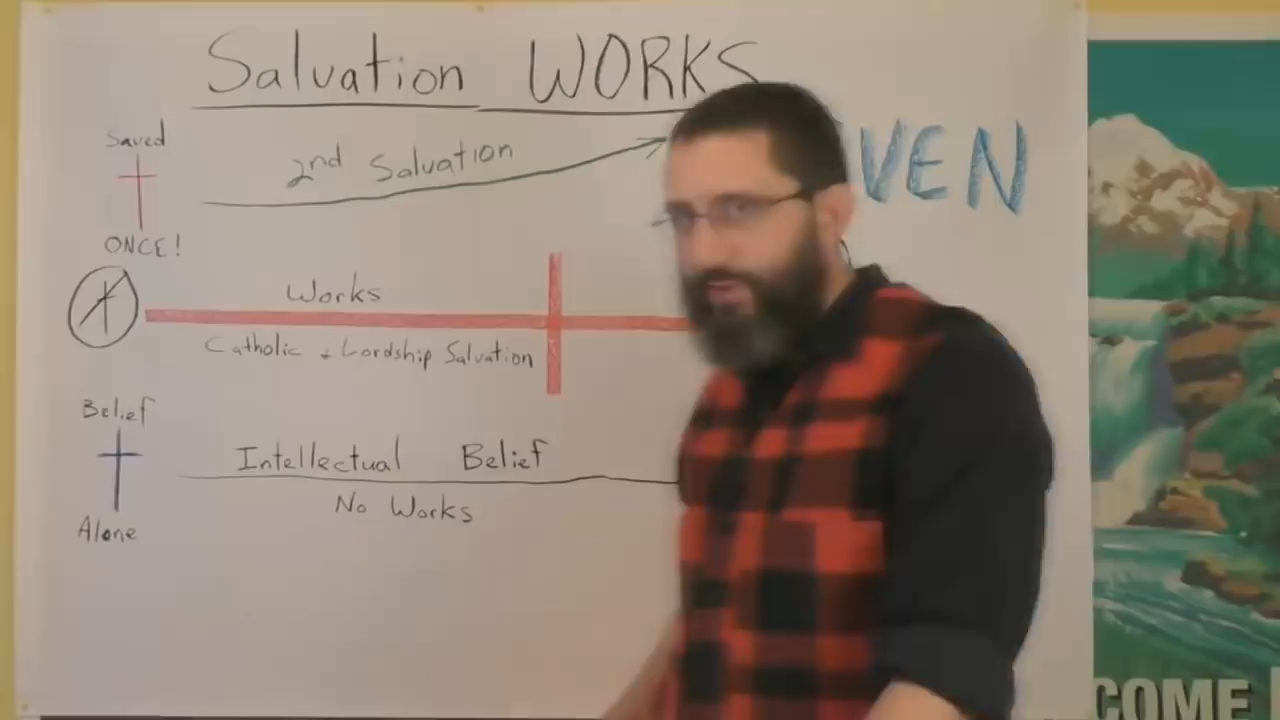 Salvation WORKS
Saved
2nd Salvation
VEN
ONCE!
Works
Catholic + Lordship Salvation
Belief
Intellectual Belief
No Works
Alone
COME